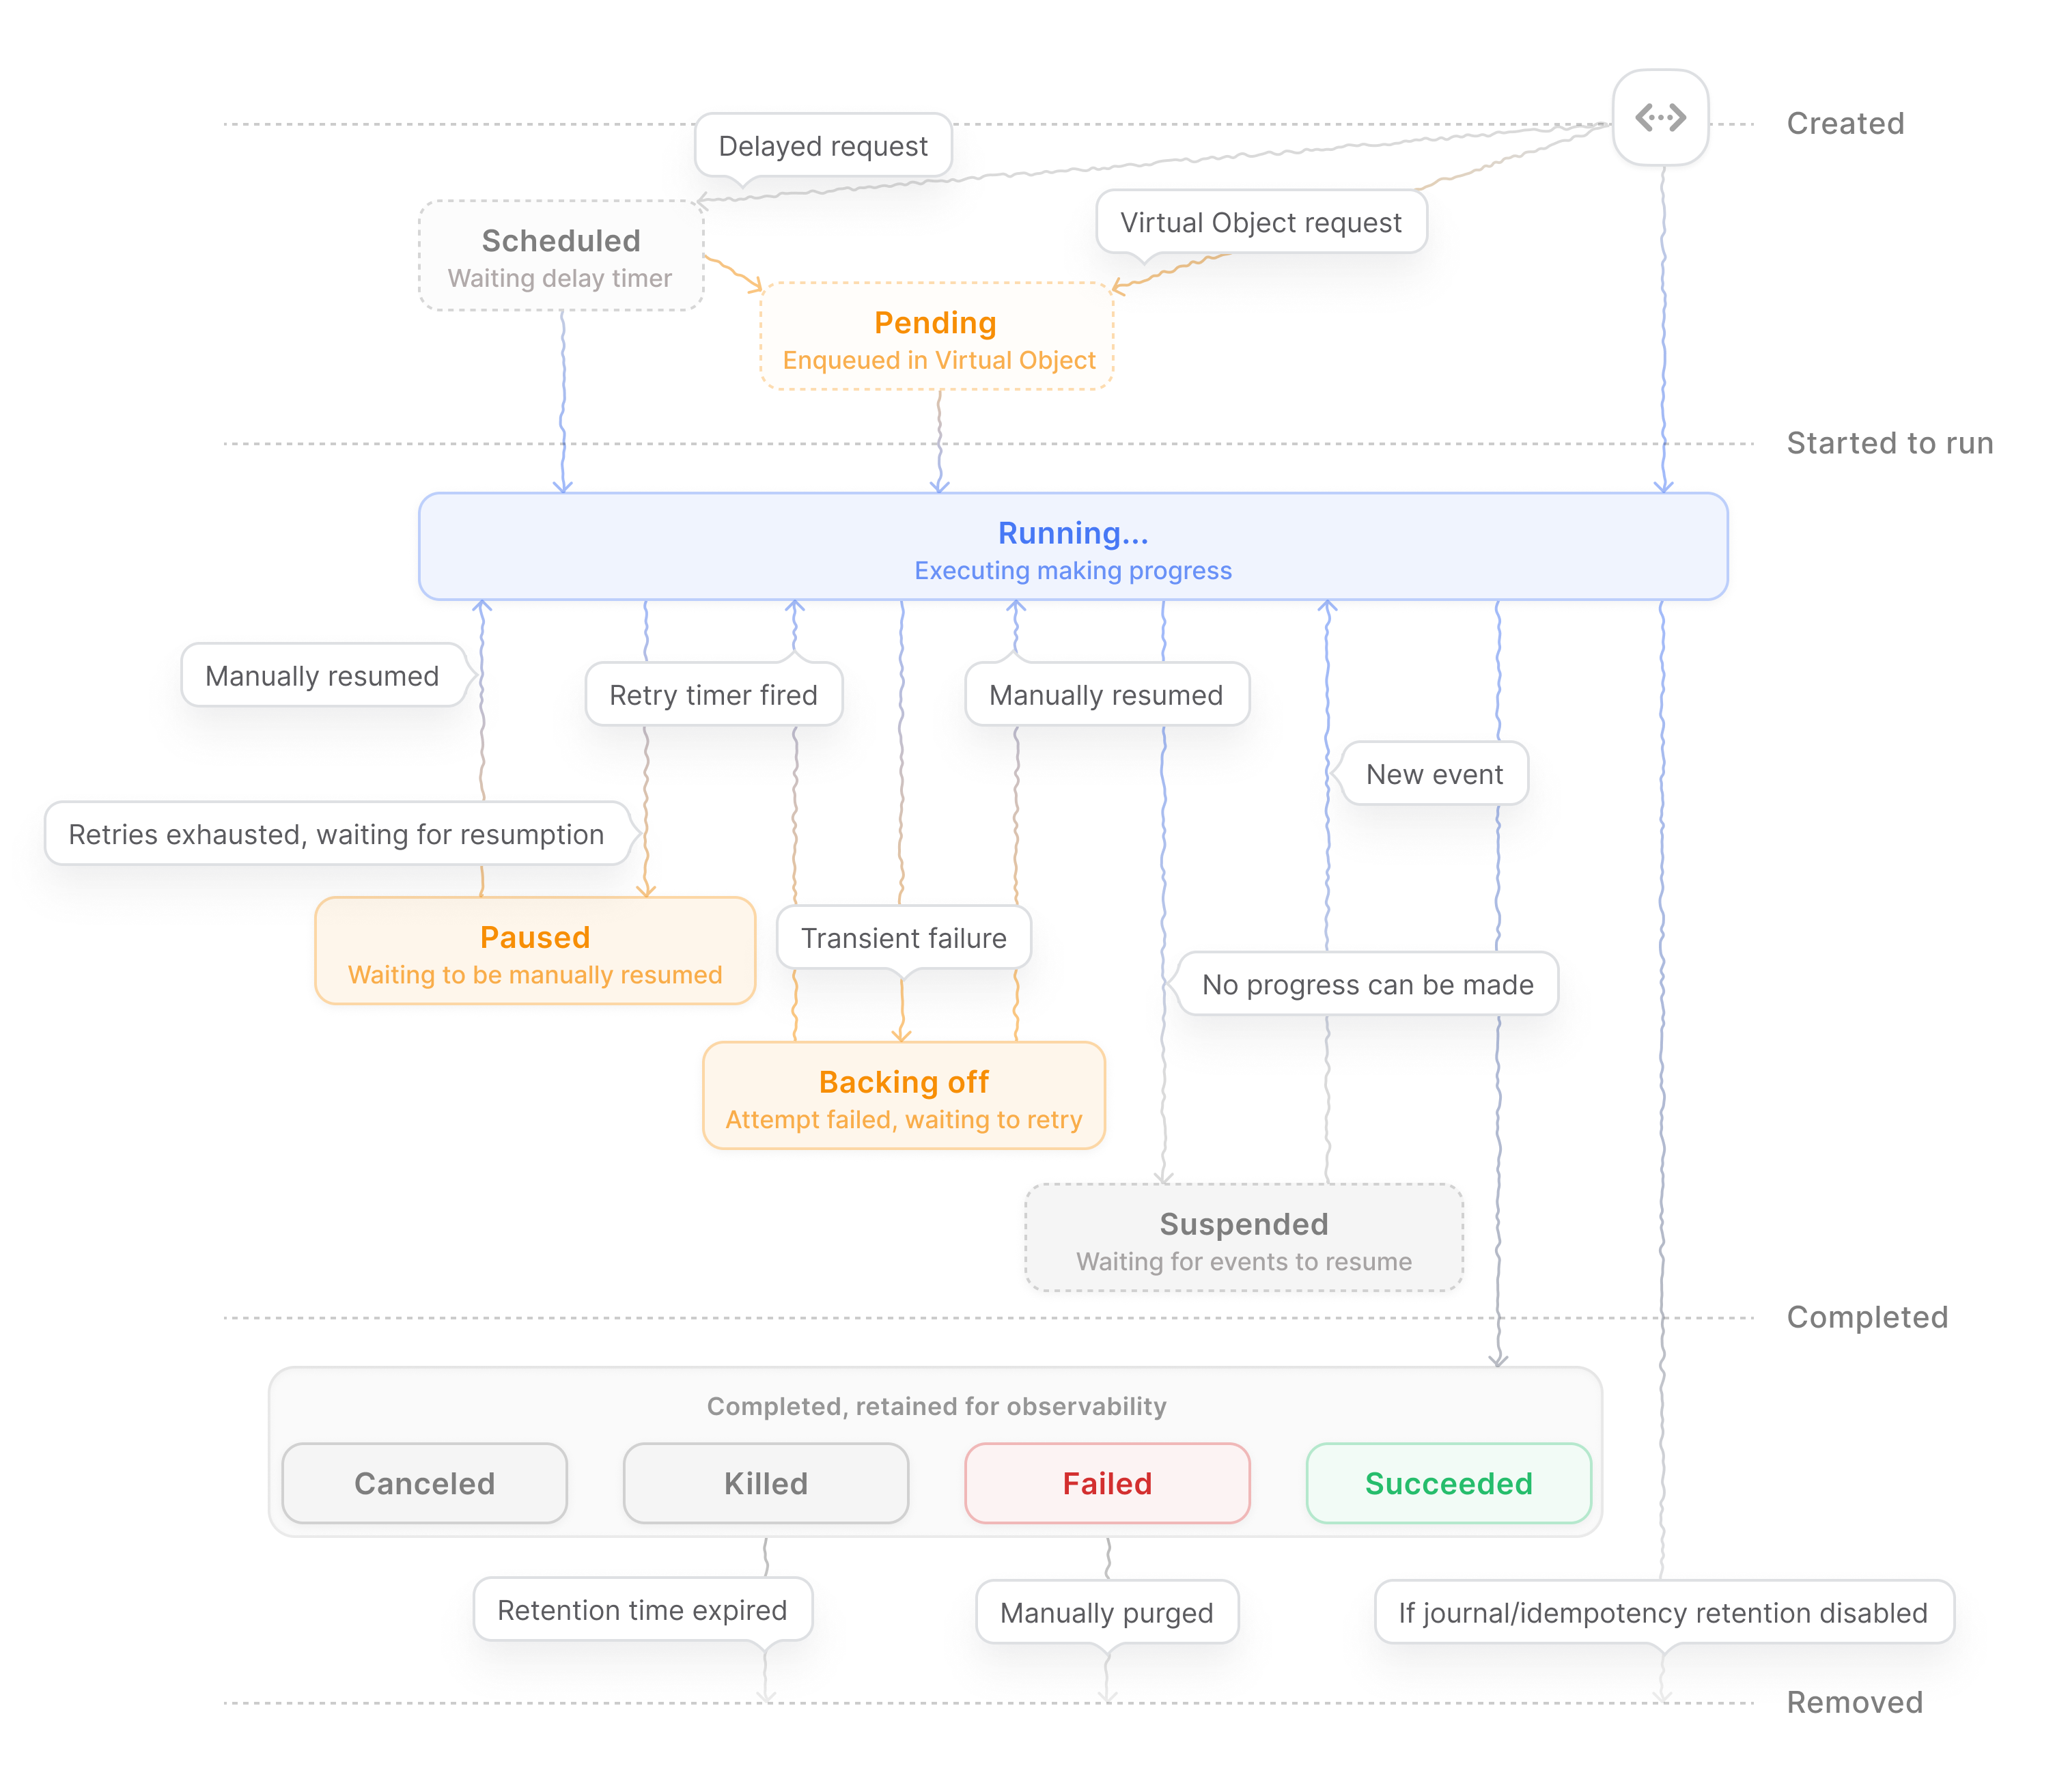 Created
Delayed request
Virtual Object request
Scheduled
Waiting delay timer
Pending
Enqueued in Virtual Object
Started to run
Running...
Executing making progress
Manually resumed
Retry timer fired
Manually resumed
New event
Retries exhausted, waiting for resumption
Paused
Waiting to be manually resumed
Transient failure
No progress can be made
Backing off
Attempt failed, waiting to retry
Suspended
Waiting for events to resume
Completed
Completed, retained for observability
Canceled
Killed
Failed
Succeeded
Retention time expired
Manually purged
If journal/idempotency retention disabled
Removed